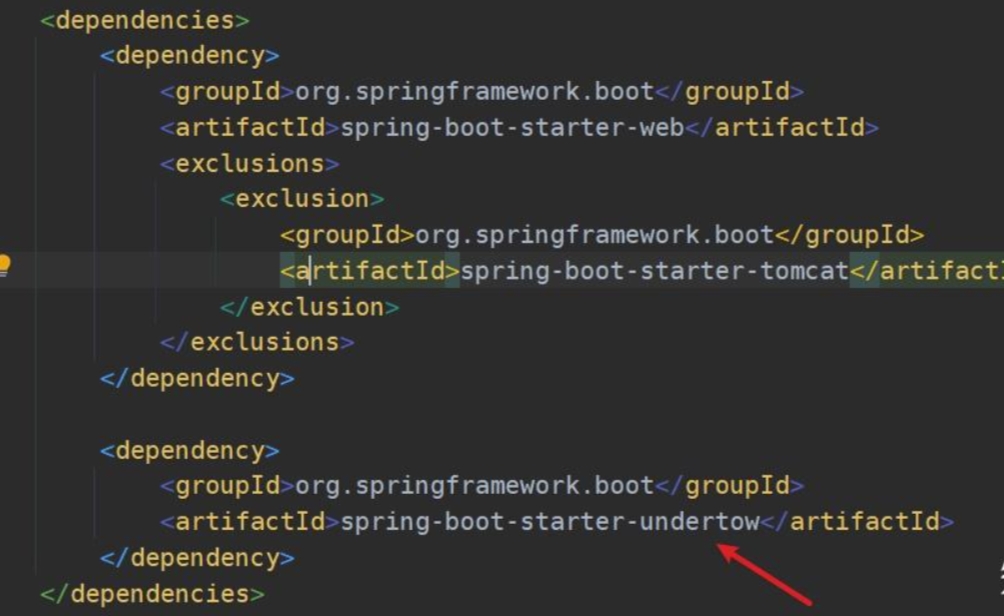 <dependencies>
<dependency>
<groupId>org.springframework.boot</groupId>
<artifactId>spring-boot-starter-web</artifactId>
<exclusions>
<exclusion>
<groupId>org.springframework.boot</groupId>
<artifactId>spring-boot-starter-tomcat</artifactI
</exclusion>
</exclusions>
</dependency>
<dependency>
<groupId>org.springframework.boot</groupId>
<artifactId>spring-boot-starter-undertow</artifactId>
</dependency>
</dependencies>